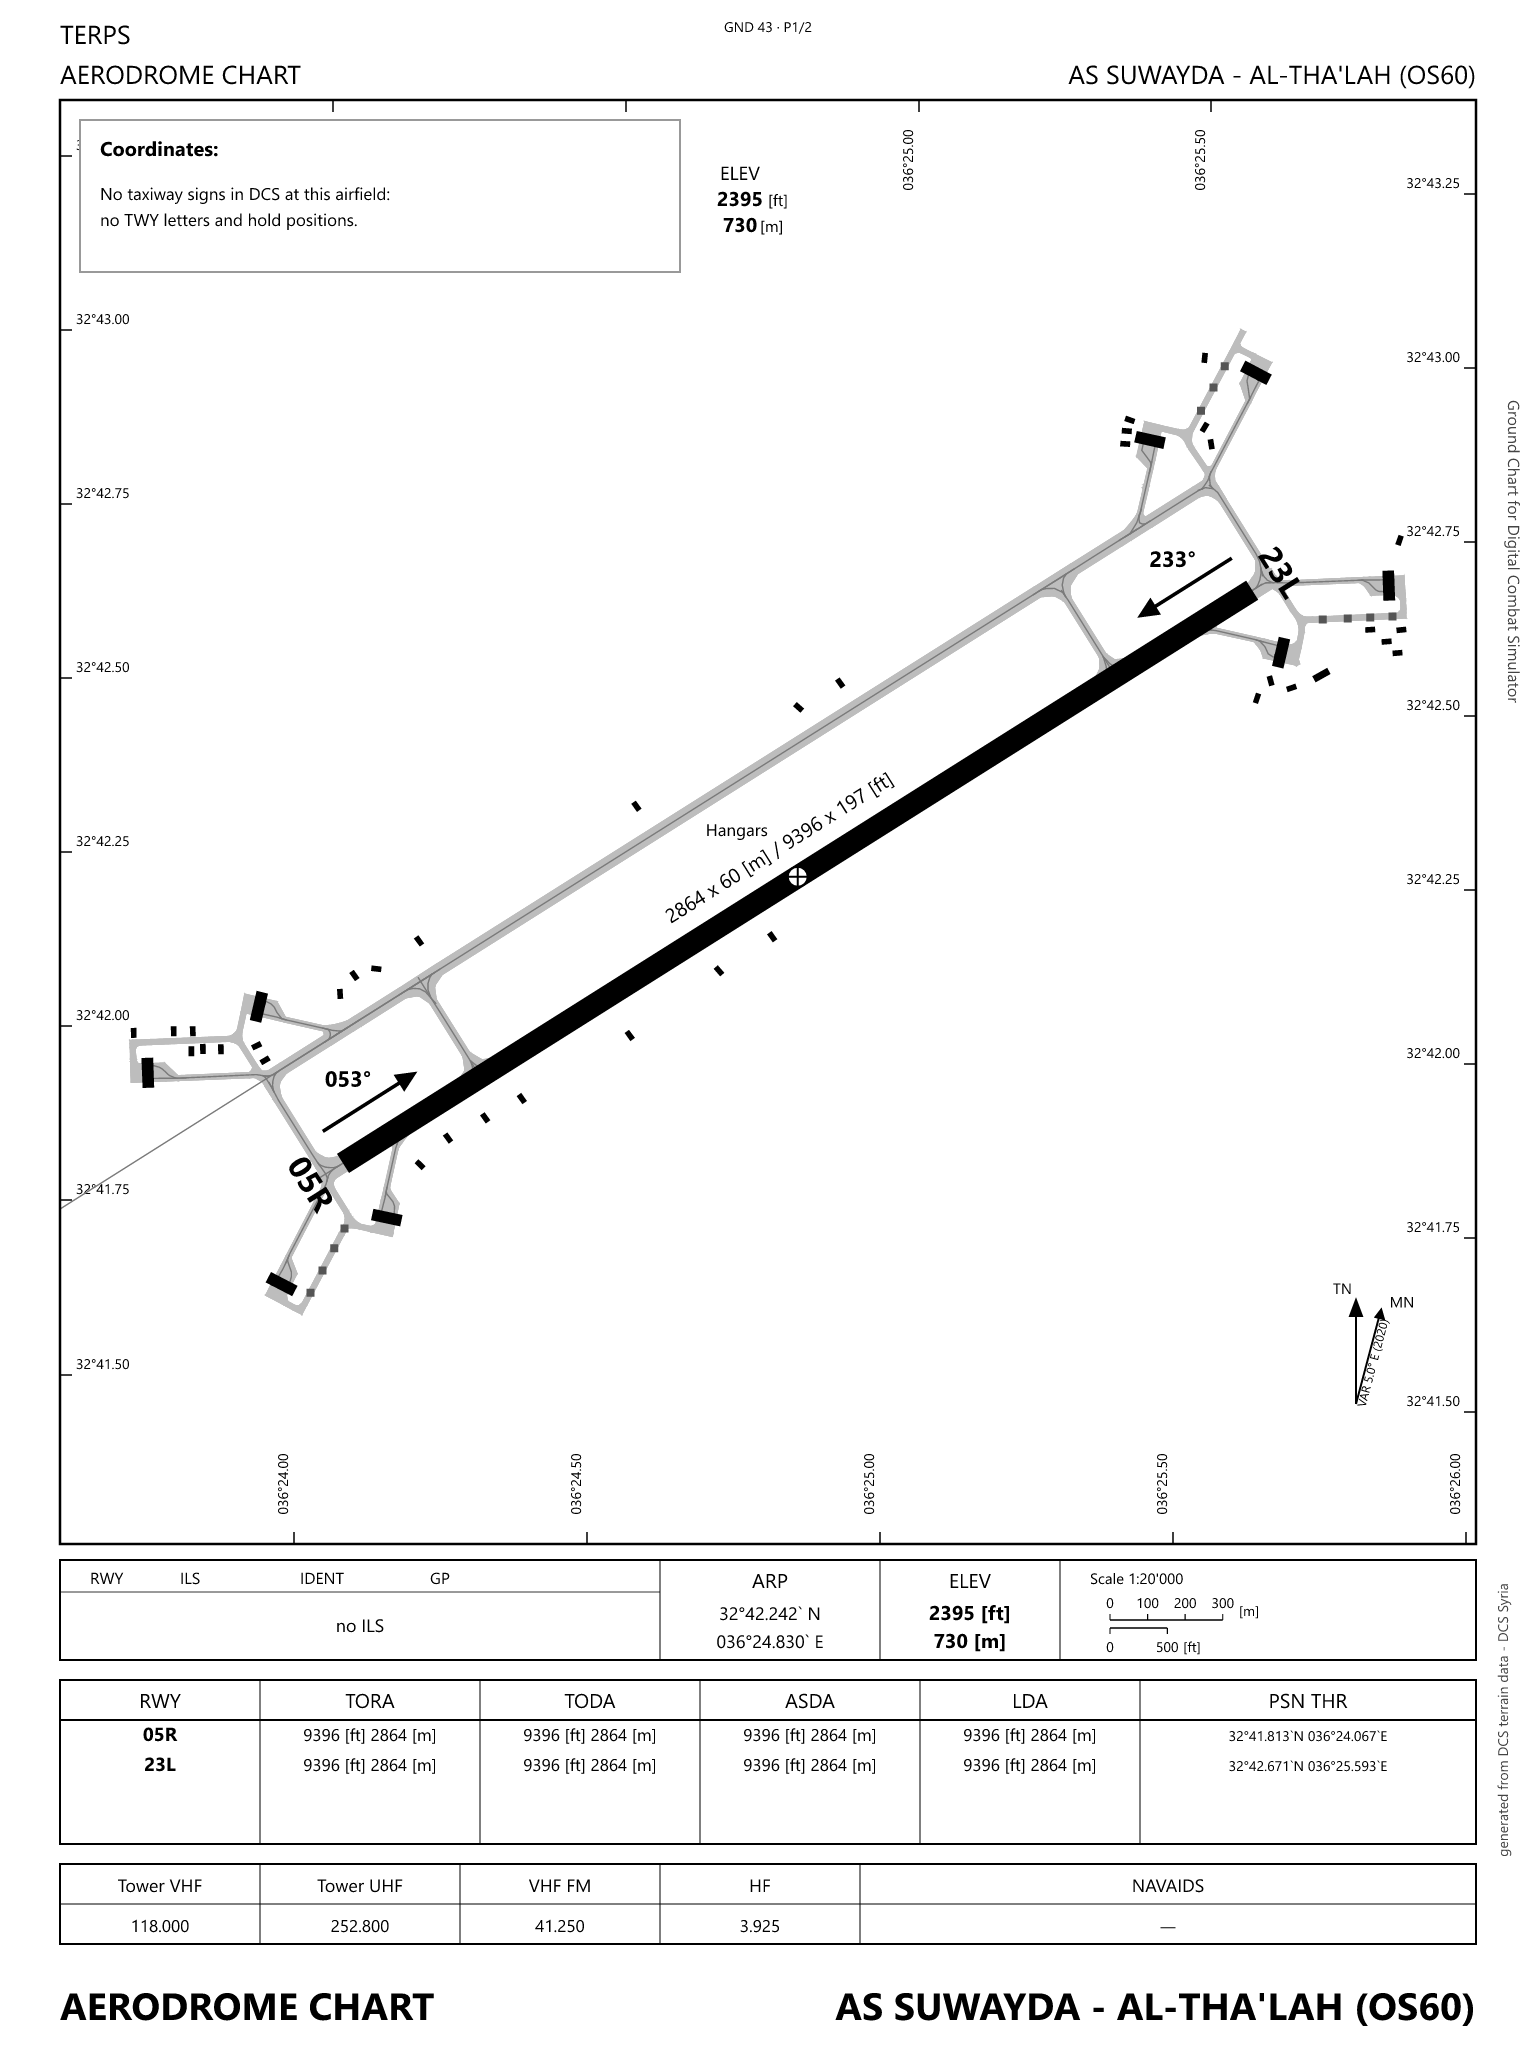 TERPS
GND 43 · P1/2
AERODROME CHART
AS SUWAYDA - AL-THA'LAH (OS60)
Coordinates:
No taxiway signs in DCS at this airfield:
no TWY letters and hold positions.
ELEV
2395 [ft]
730 [m]
036°25.00
036°25.50
32°43.25
32°43.00
32°43.00
32°42.75
32°42.75
233°
23L
32°42.50
32°42.50
Ground Chart for Digital Combat Simulator
Hangars
2864 x 60 [m] / 9396 x 197 [ft]
32°42.25
32°42.25
32°42.00
32°42.00
053°
05R
32°41.75
32°41.75
TN
MN
VAR 5.0° E (2020)
32°41.50
32°41.50
036°24.00
036°24.50
036°25.00
036°25.50
036°26.00
RWY ILS IDENT GP
no ILS
ARP
32°42.242` N
036°24.830` E
ELEV
2395 [ft]
730 [m]
Scale 1:20'000
0 100 200 300 [m]
0 500 [ft]
RWY TORA TODA ASDA LDA PSN THR
05R 9396 [ft] 2864 [m] 9396 [ft] 2864 [m] 9396 [ft] 2864 [m] 9396 [ft] 2864 [m] 32°41.813`N 036°24.067`E
23L 9396 [ft] 2864 [m] 9396 [ft] 2864 [m] 9396 [ft] 2864 [m] 9396 [ft] 2864 [m] 32°42.671`N 036°25.593`E
generated from DCS terrain data - DCS Syria
Tower VHF Tower UHF VHF FM HF NAVAIDS
118.000 252.800 41.250 3.925 —
AERODROME CHART
AS SUWAYDA - AL-THA'LAH (OS60)